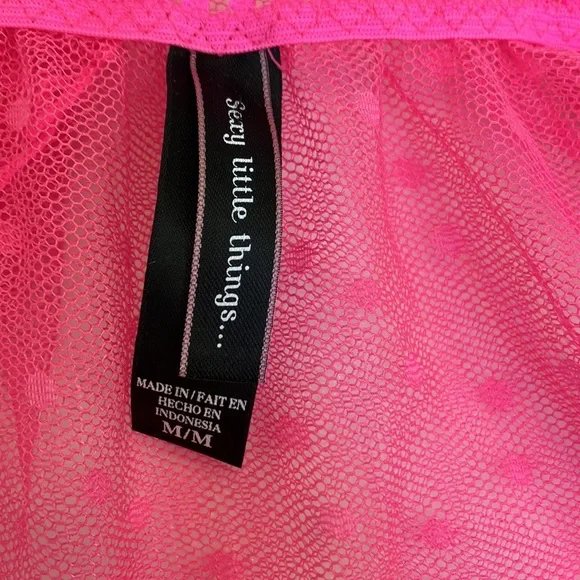 Sexy little things...
MADE IN / FAIT EN
HECHO EN
INDONESIA
M/M